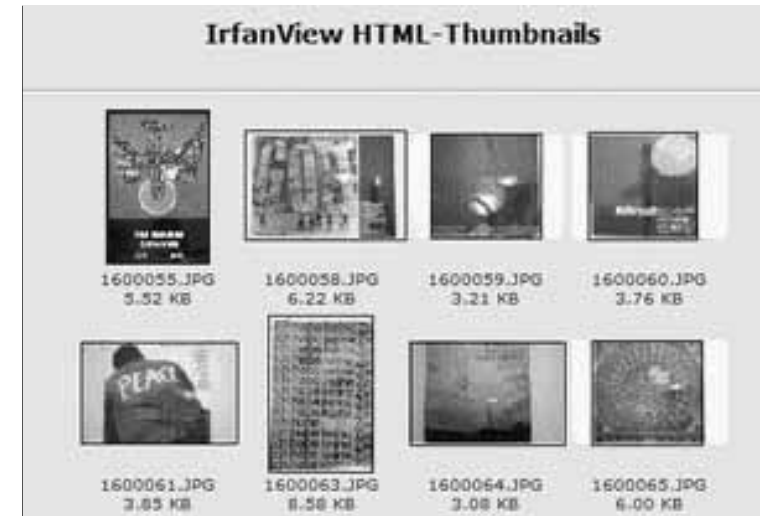 IrfanView HTML-Thumbnails
1600055.JPG
5.52 KB
1600058.JPG
6.22 KB
1600059.JPG
3.21 KB
1600060.JPG
3.76 KB
PEACE
1600061.JPG
3.85 KB
1600063.JPG
8.58 KB
1600064.JPG
3.08 KB
1600065.JPG
6.00 KB